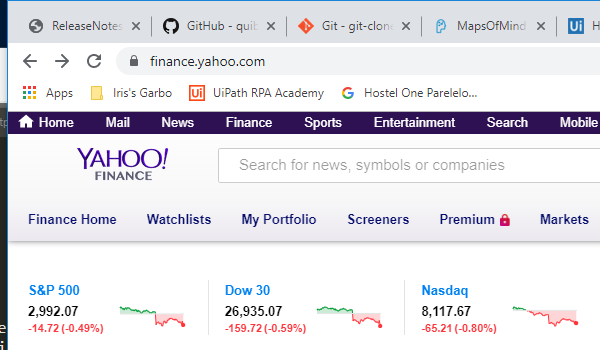 ReleaseNotes GitHub - quib Git - git-clone MapsOfMind H
finance.yahoo.com
Apps Iris's Garbo UiPath RPA Academy Hostel One Parelelo...
Home Mail News Finance Sports Entertainment Search Mobile
YAHOO!
FINANCE
Search for news, symbols or companies
Finance Home Watchlists My Portfolio Screeners Premium Markets
S&P 500 Dow 30 Nasdaq
2,992.07 26,935.07 8,117.67
-14.72 (-0.49%) -159.72 (-0.59%) -65.21 (-0.80%)